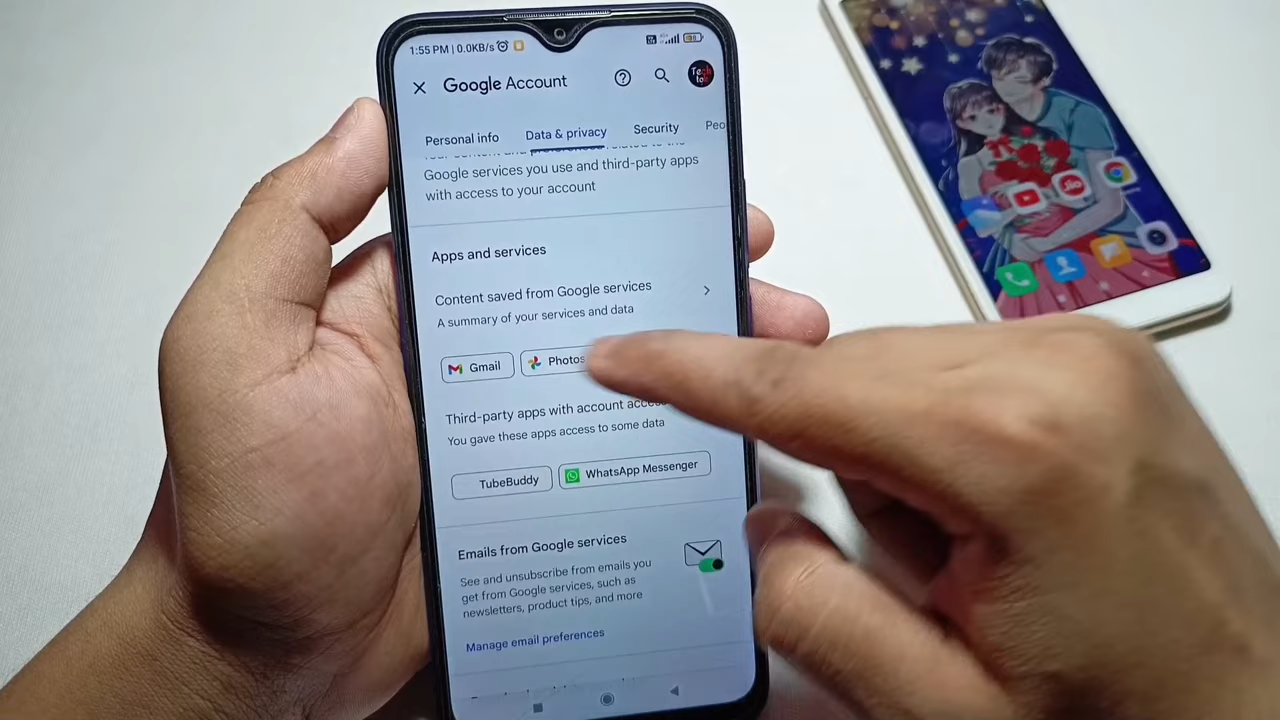 1:55 PM | 0.0KB/s
Google Account
Tech
Personal info
Data & privacy
Security
Peo
Google services you use and third-party apps
with access to your account
Apps and services
Content saved from Google services
A summary of your services and data
Gmail
Photos
Third-party apps with account acce
You gave these apps access to some data
TubeBuddy
WhatsApp Messenger
Emails from Google services
See and unsubscribe from emails you
get from Google services, such as
newsletters, product tips, and more
Manage email preferences
Jio